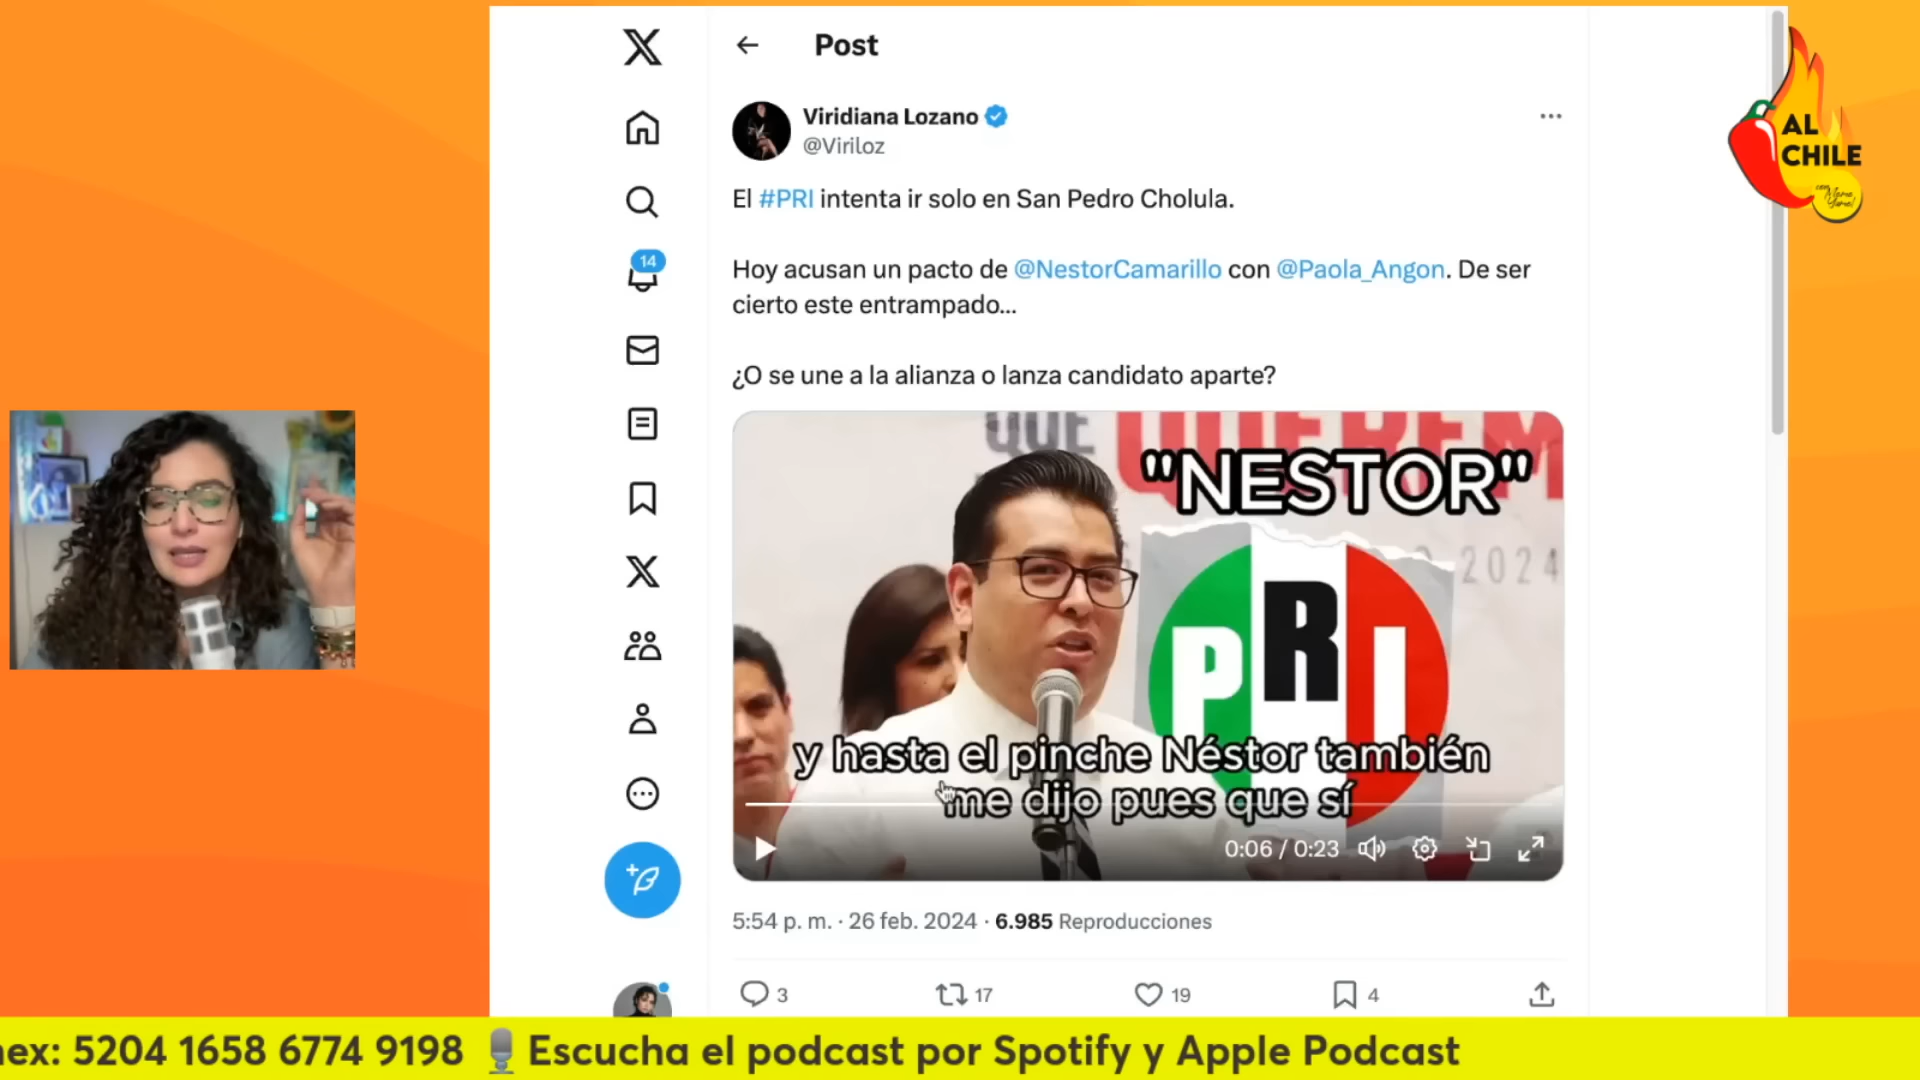 Post
Viridiana Lozano
@Viriloz
El #PRI intenta ir solo en San Pedro Cholula.
Hoy acusan un pacto de @NestorCamarillo con @Paola_Angon. De ser
cierto este entrampado...
¿O se une a la alianza o lanza candidato aparte?
14
QUE QUEREM
"NESTOR"
2024
PRI
y hasta el pinche Néstor también
me dijo pues que sí
0:06 / 0:23
5:54 p. m. · 26 feb. 2024 · 6.985 Reproducciones
3 17 19 4
AL
CHILE
nex: 5204 1658 6774 9198 Escucha el podcast por Spotify y Apple Podcast